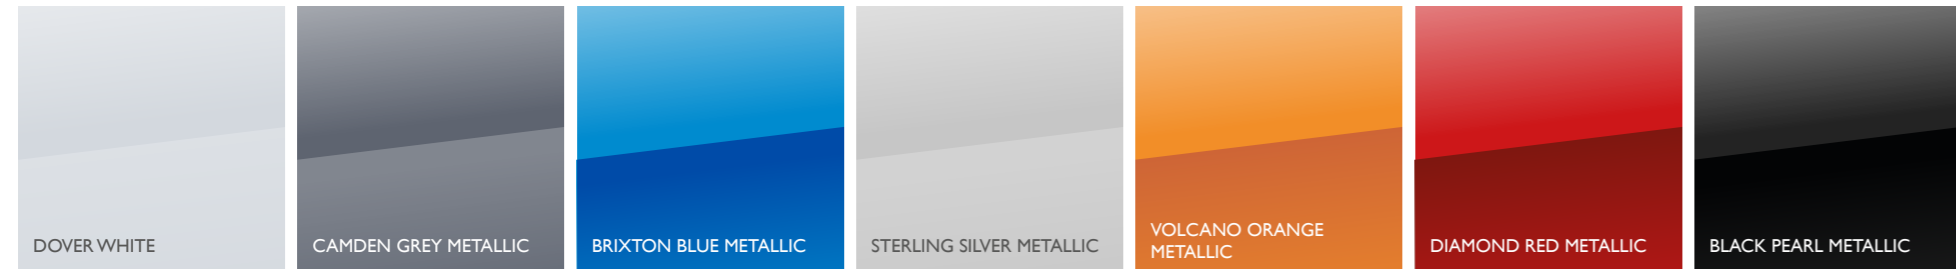 DOVER WHITE
CAMDEN GREY METALLIC
BRIXTON BLUE METALLIC
STERLING SILVER METALLIC
VOLCANO ORANGE
METALLIC
DIAMOND RED METALLIC
BLACK PEARL METALLIC